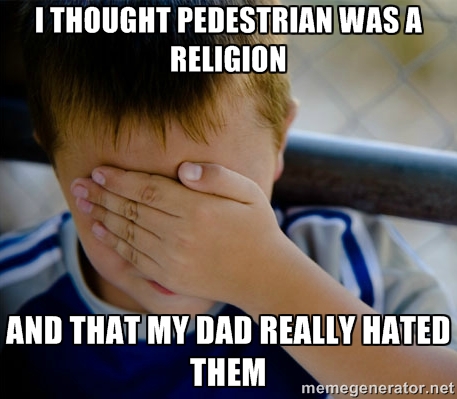 I THOUGHT PEDESTRIAN WAS A
RELIGION
AND THAT MY DAD REALLY HATED
THEM
memegenerator.net